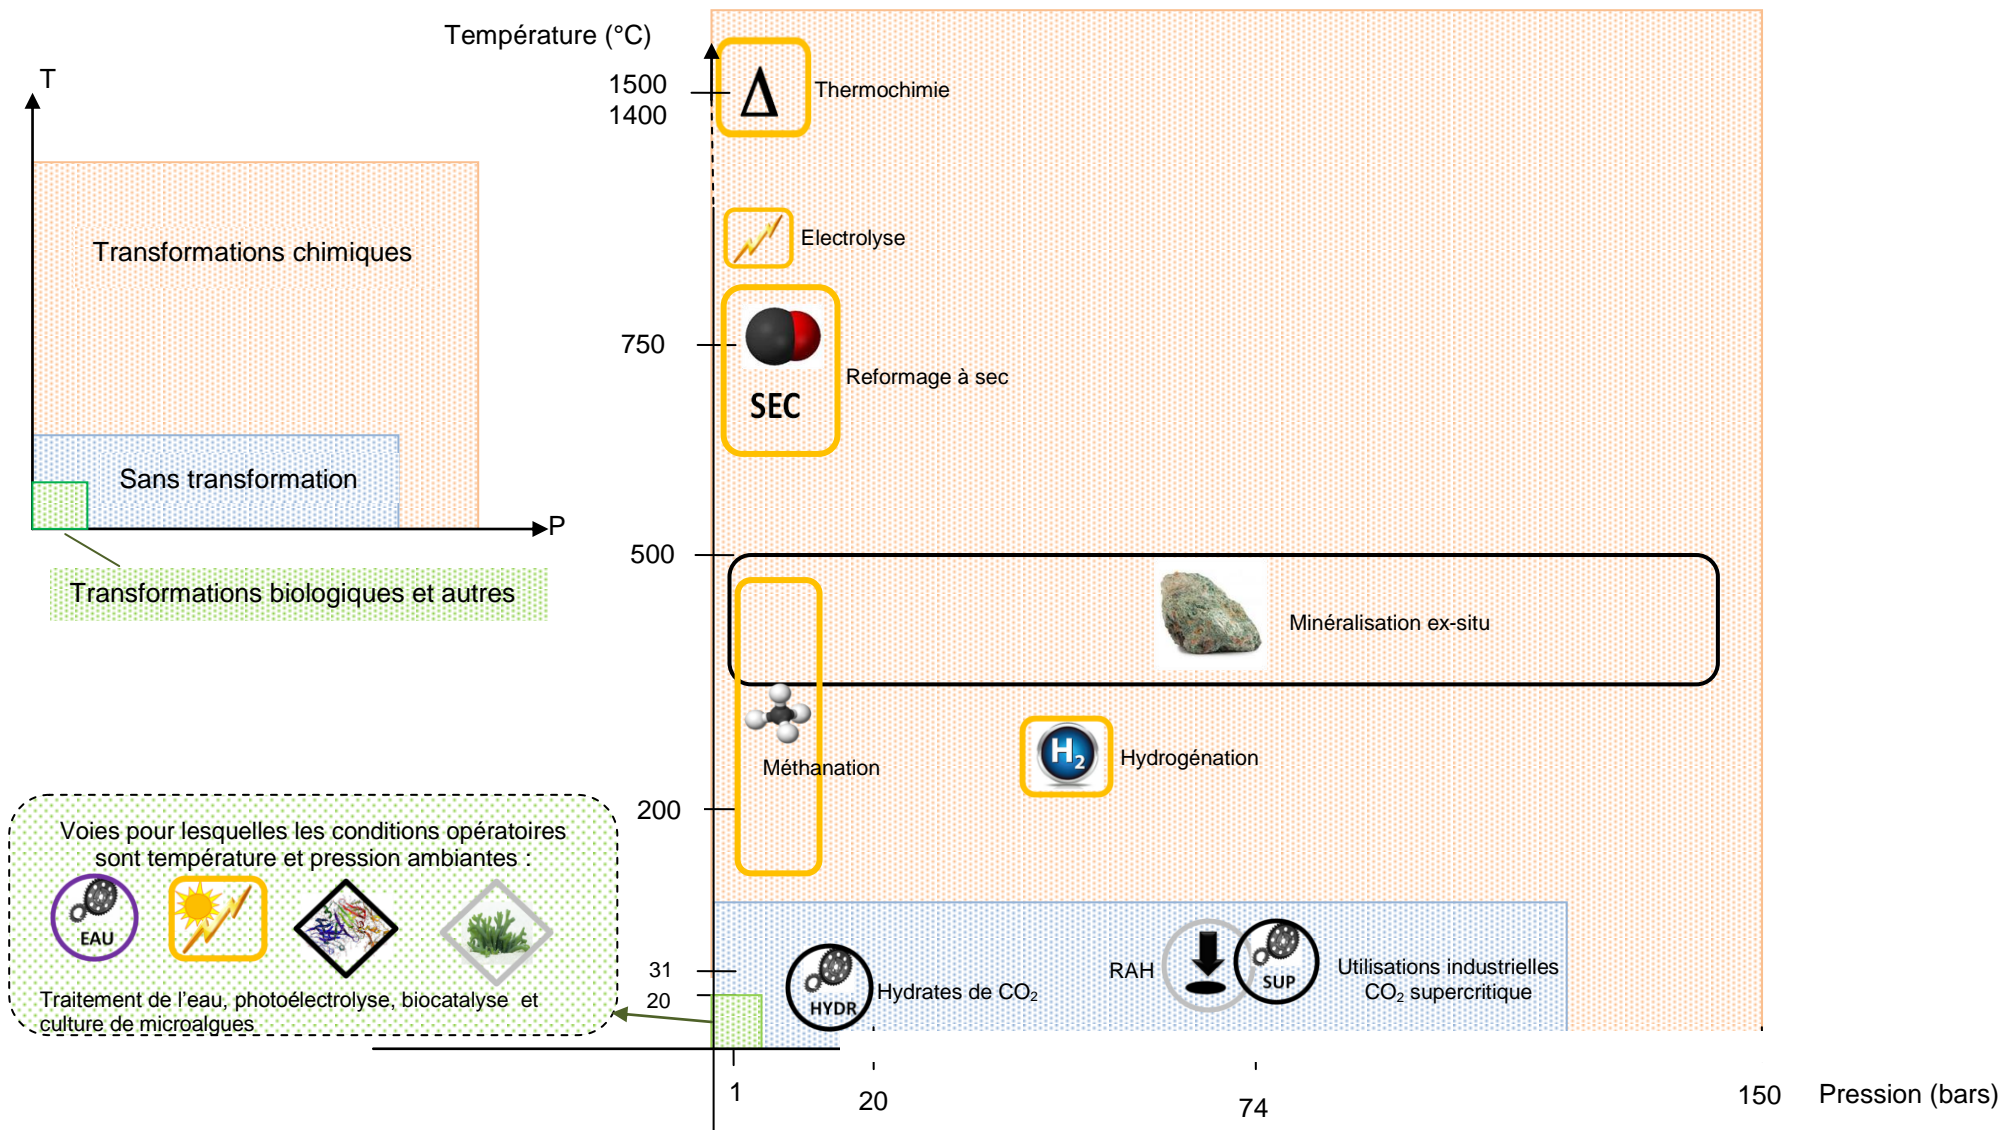 Température (°C)
T
1500
1400
Δ
Thermochimie
Transformations chimiques
Electrolyse
750
SEC
Reformage à sec
Sans transformation
P
500
Transformations biologiques et autres
Minéralisation ex-situ
H2
Hydrogénation
Méthanation
200
Voies pour lesquelles les conditions opératoires
sont température et pression ambiantes :
EAU
Traitement de l'eau, photoélectrolyse, biocatalyse et
culture de microalgues
31
20
HYDR
Hydrates de CO₂
RAH
SUP
Utilisations industrielles
CO₂ supercritique
1
20
74
150
Pression (bars)